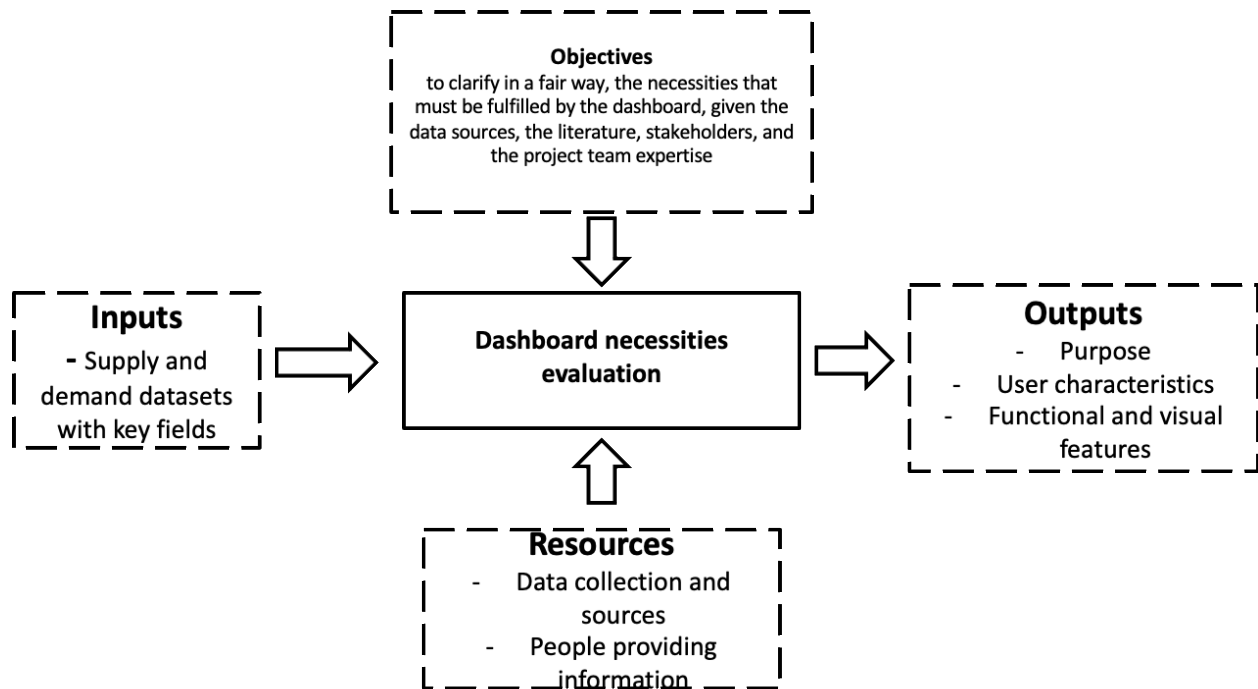 Objectives
to clarify in a fair way, the necessities that
must be fulfilled by the dashboard, given the
data sources, the literature, stakeholders, and
the project team expertise
Inputs
- Supply and
demand datasets
with key fields
Dashboard necessities
evaluation
Outputs
- Purpose
- User characteristics
- Functional and visual
features
Resources
- Data collection and
sources
- People providing
information